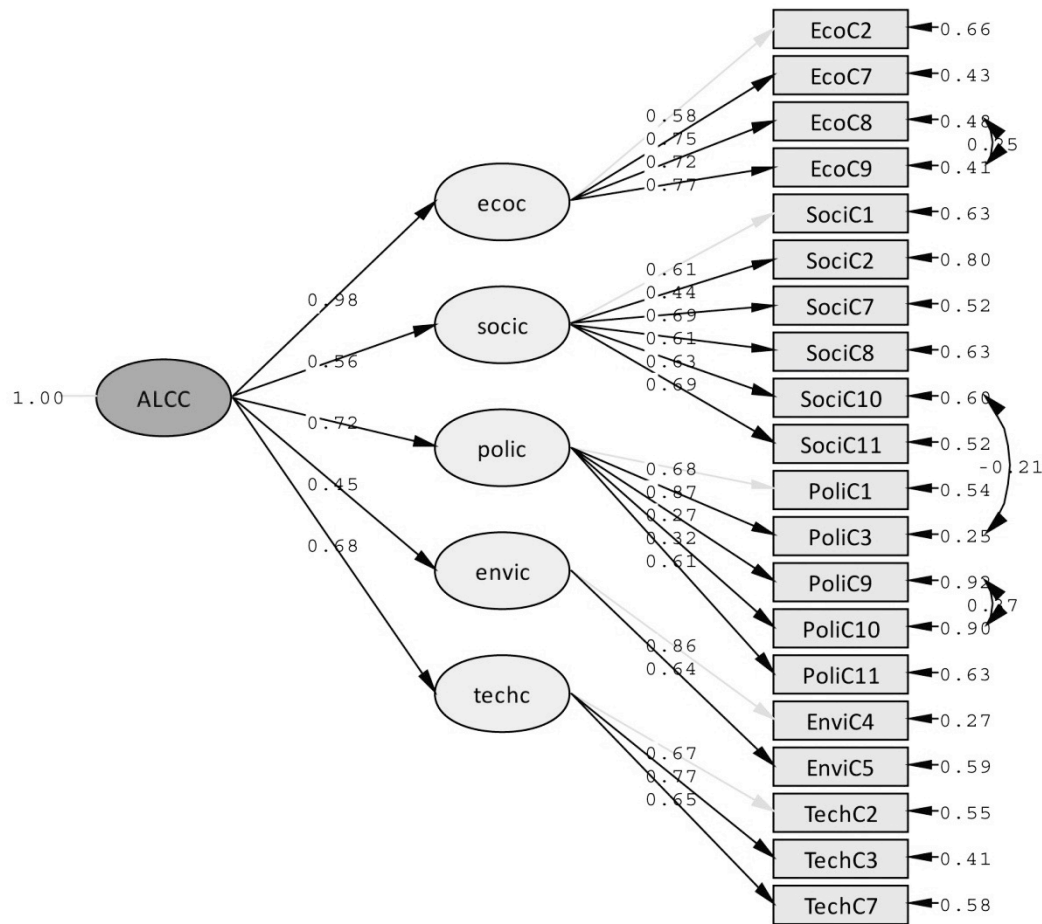 EcoC2
0.66
EcoC7
0.43
0.58
EcoC8
0.48
0.75
0.72
EcoC9
0.41
0.77
ecoc
SociC1
0.63
SociC2
0.80
0.61
0.44
0.98
SociC7
0.52
0.69
socic
0.61
SociC8
0.63
0.56
0.63
0.69
1.00
ALCC
SociC10
0.60
0.72
SociC11
0.52
polic
0.68
-0.21
0.45
0.87
PoliC1
0.54
0.27
0.32
PoliC3
0.25
0.68
0.61
envic
PoliC9
0.92
PoliC10
0.90
0.86
0.64
PoliC11
0.63
techc
EnviC4
0.27
0.67
EnviC5
0.59
0.77
0.65
TechC2
0.55
TechC3
0.41
TechC7
0.58